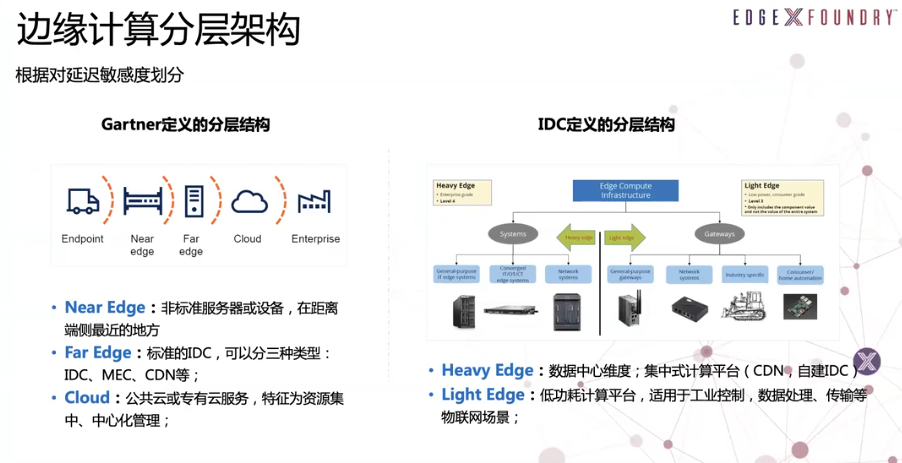 边缘计算分层架构
EDGE X FOUNDRY™
根据对延迟敏感度划分
Gartner定义的分层结构
Endpoint
Near edge
Far edge
Cloud
Enterprise
• Near Edge：非标准服务器或设备，在距离
端侧最近的地方
• Far Edge：标准的IDC，可以分三种类型：
IDC、MEC、CDN等；
• Cloud：公共云或专有云服务，特征为资源集
中、中心化管理；
IDC定义的分层结构
Heavy Edge
• Enterprise grade
• Level 4
Edge Compute
Infrastructure
Light Edge
• Low power, consumer grade
• Level 3
* Only includes the component value
and not the value of the entire system
Systems
Heavy edge
Light edge
Gateways
General-purpose
IT edge systems
Converged
IT/OT/CT
edge systems
Network
systems
General-purpose
gateways
Network
systems
Industry specific
Consumer/
home automation
• Heavy Edge：数据中心维度；集中式计算平台（CDN，自建IDC）
• Light Edge：低功耗计算平台，适用于工业控制，数据处理、传输等
物联网场景；
X